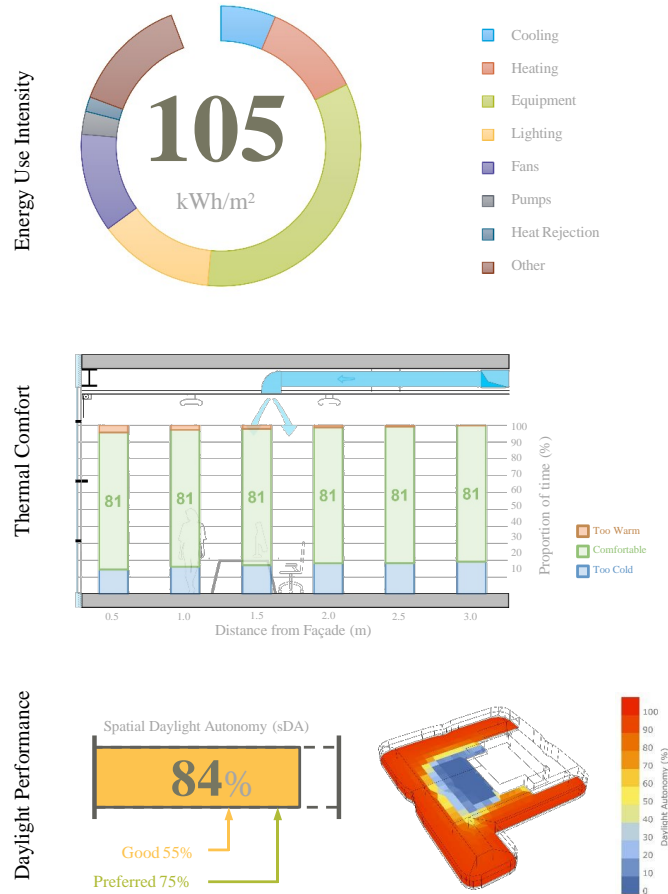 Energy Use Intensity
105
kWh/m²
Cooling
Heating
Equipment
Lighting
Fans
Pumps
Heat Rejection
Other
Thermal Comfort
81 81 81 81 81 81
100
90
80
70
60
50
40
30
20
10
Proportion of time (%)
0.5 1.0 1.5 2.0 2.5 3.0
Distance from Façade (m)
Too Warm
Comfortable
Too Cold
Daylight Performance
Spatial Daylight Autonomy (sDA)
84%
Good 55%
Preferred 75%
100
90
80
70
60
50
40
30
20
10
0
Daylight Autonomy (%)